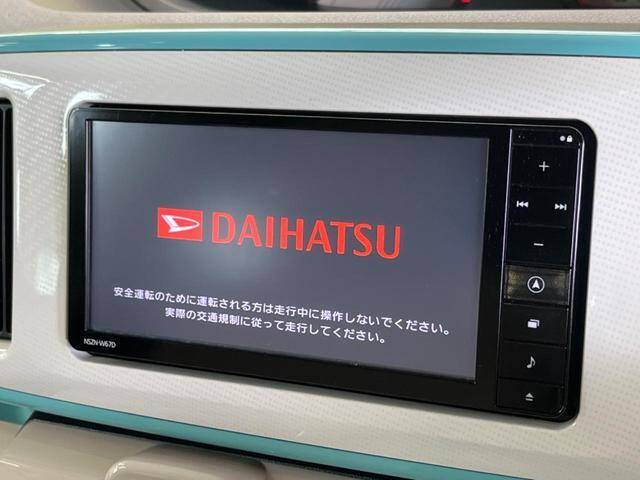 DAIHATSU
安全運転のために運転される方は走行中に操作しないでください。
実際の交通規制に従って走行してください。
NSZN-W67D